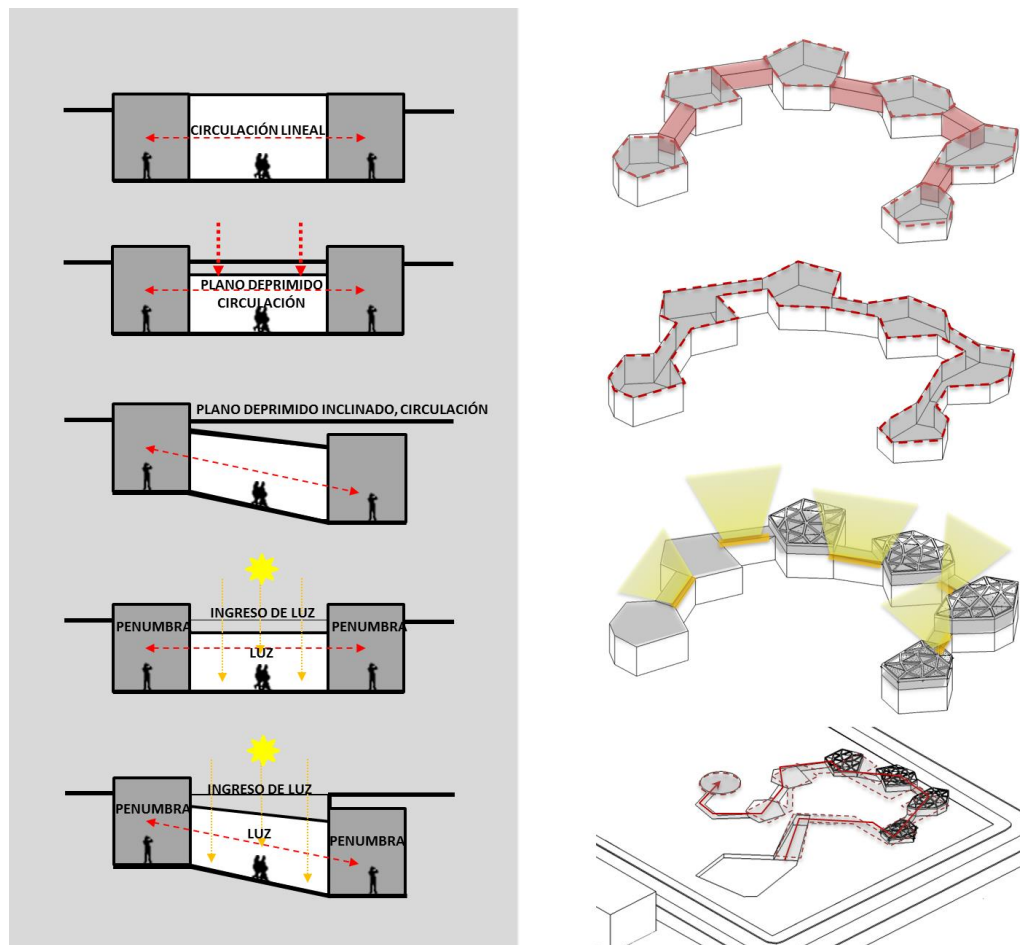 CIRCULACIÓN LINEAL
PLANO DEPRIMIDO
CIRCULACIÓN
PLANO DEPRIMIDO INCLINADO, CIRCULACIÓN
INGRESO DE LUZ
PENUMBRA
PENUMBRA
LUZ
INGRESO DE LUZ
PENUMBRA
LUZ
PENUMBRA